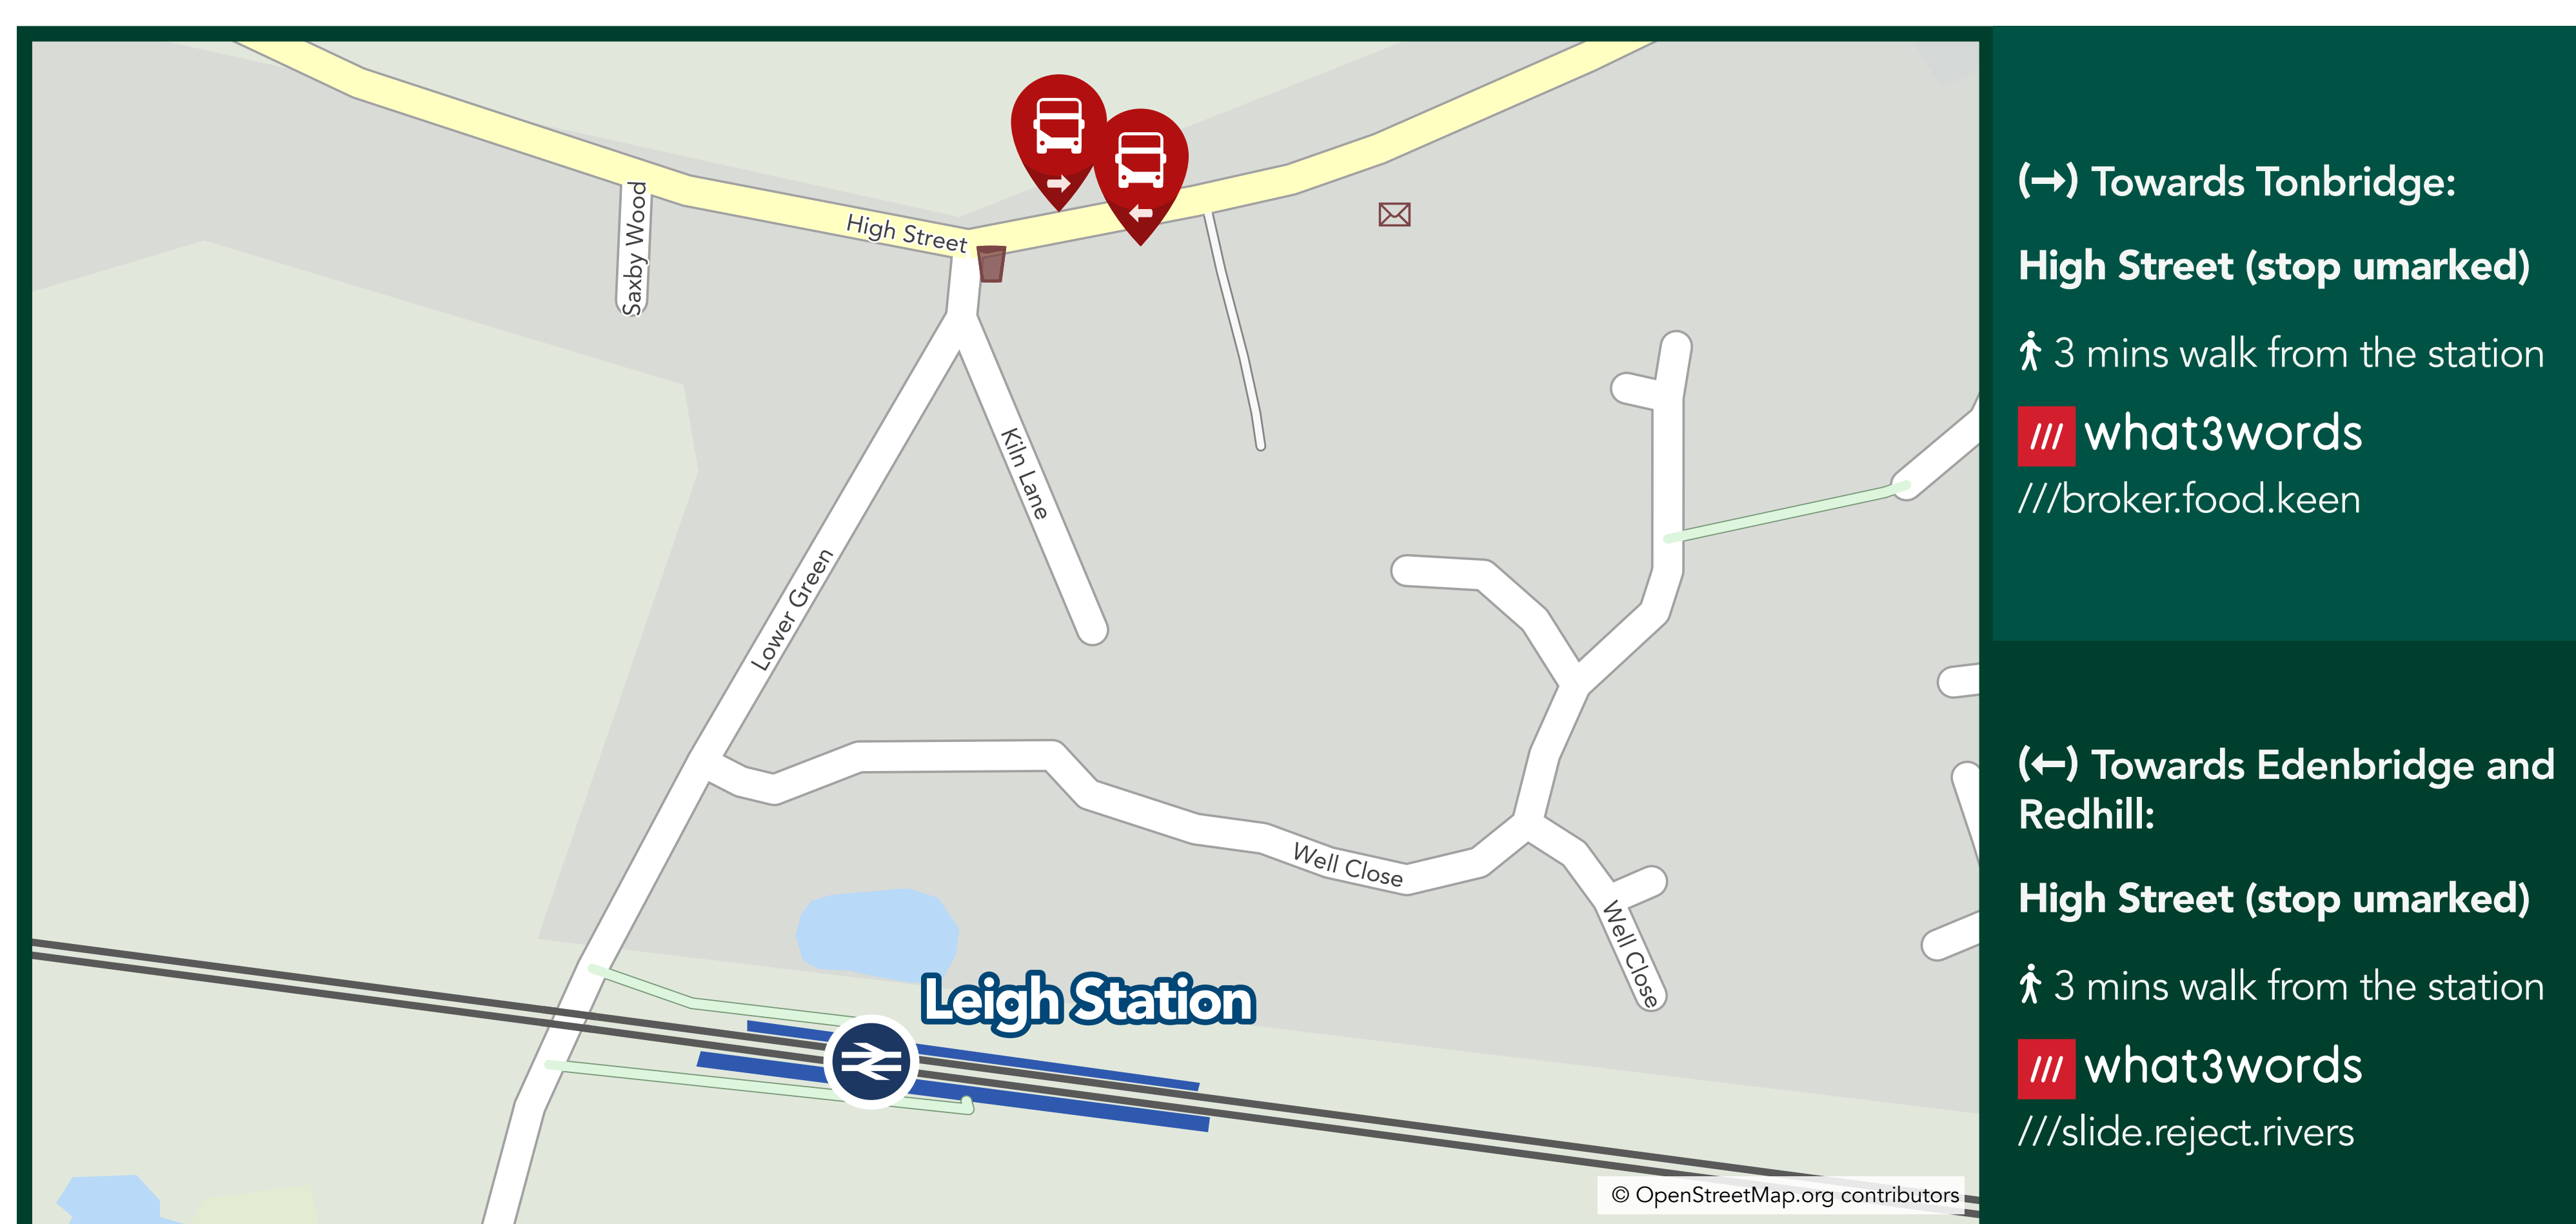 Saxby Wood
High Street
Kiln Lane
Lower Green
Well Close
Well Close
Leigh Station
© OpenStreetMap.org contributors
(→) Towards Tonbridge:
High Street (stop umarked)
3 mins walk from the station
/// what3words
///broker.food.keen
(←) Towards Edenbridge and
Redhill:
High Street (stop umarked)
3 mins walk from the station
/// what3words
///slide.reject.rivers